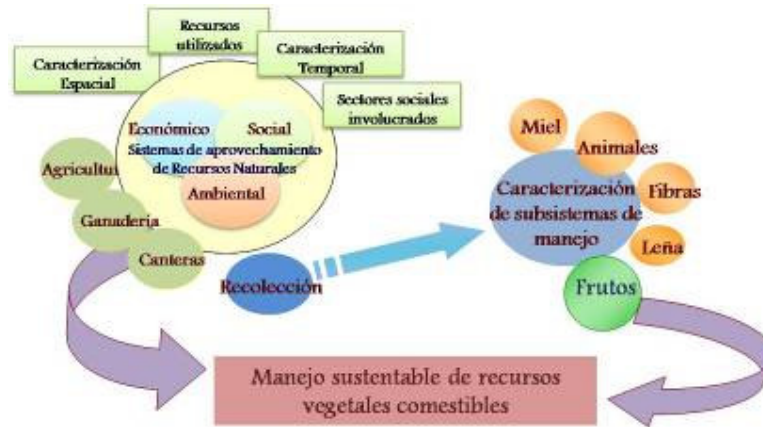 Recursos
utilizados
Caracterización
Espacial
Caracterización
Temporal
Sectores sociales
involucrados
Económico
Social
Sistemas de aprovechamiento
de Recursos Naturales
Ambiental
Agricultur
Ganadería
Canteras
Recolección
Miel
Animales
Fibras
Leña
Frutos
Caracterización
de subsistemas de
manejo
Manejo sustentable de recursos
vegetales comestibles